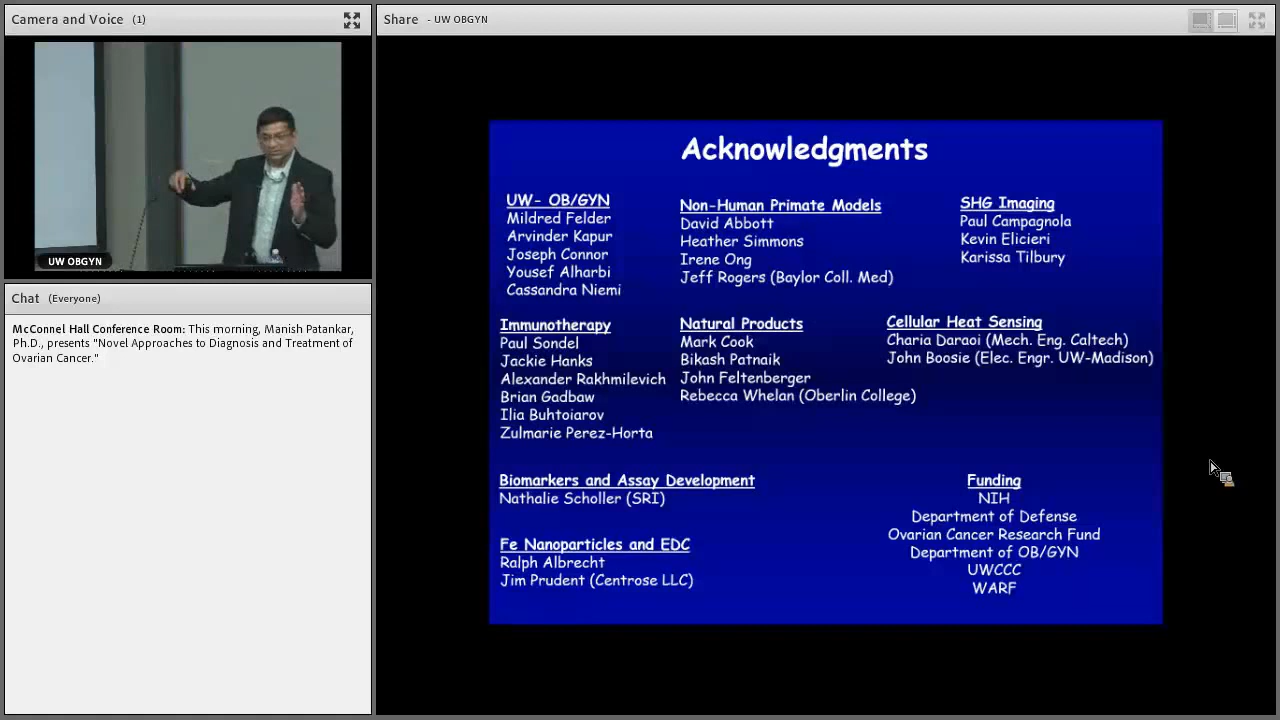 Camera and Voice (1)
UW OBGYN
Chat (Everyone)
McConnel Hall Conference Room: This morning, Manish Patankar,
Ph.D., presents "Novel Approaches to Diagnosis and Treatment of
Ovarian Cancer."
Share - UW OBGYN
Acknowledgments
UW- OB/GYN
Mildred Felder
Arvinder Kapur
Joseph Connor
Yousef Alharbi
Cassandra Niemi
Non-Human Primate Models
David Abbott
Heather Simmons
Irene Ong
Jeff Rogers (Baylor Coll. Med)
SHG Imaging
Paul Campagnola
Kevin Elicieri
Karissa Tilbury
Immunotherapy
Paul Sondel
Jackie Hanks
Alexander Rakhmilevich
Brian Gadbaw
Ilia Buhtoiarov
Zulmarie Perez-Horta
Natural Products
Mark Cook
Bikash Patnaik
John Feltenberger
Rebecca Whelan (Oberlin College)
Cellular Heat Sensing
Charia Daraoi (Mech. Eng. Caltech)
John Boosie (Elec. Engr. UW-Madison)
Biomarkers and Assay Development
Nathalie Scholler (SRI)
Fe Nanoparticles and EDC
Ralph Albrecht
Jim Prudent (Centrose LLC)
Funding
NIH
Department of Defense
Ovarian Cancer Research Fund
Department of OB/GYN
UWCCC
WARF